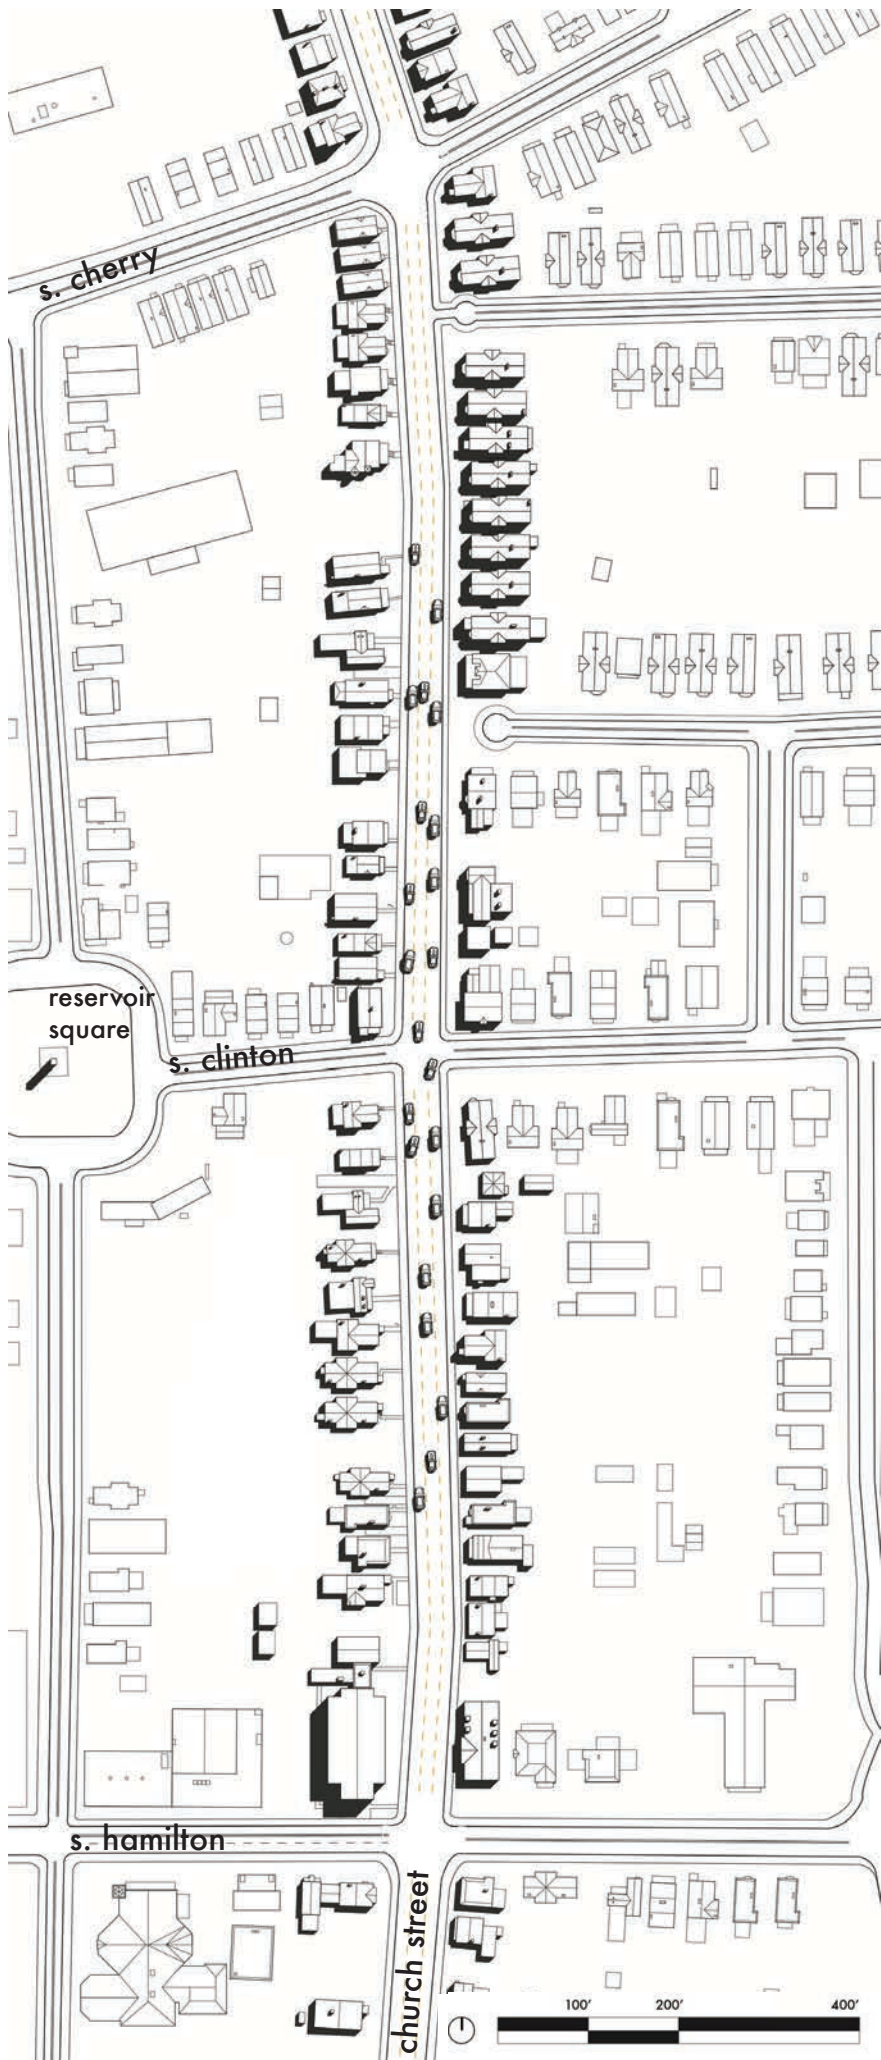 s. cherry
reservoir
square
s. clinton
s. hamilton
church street
100' 200' 400'